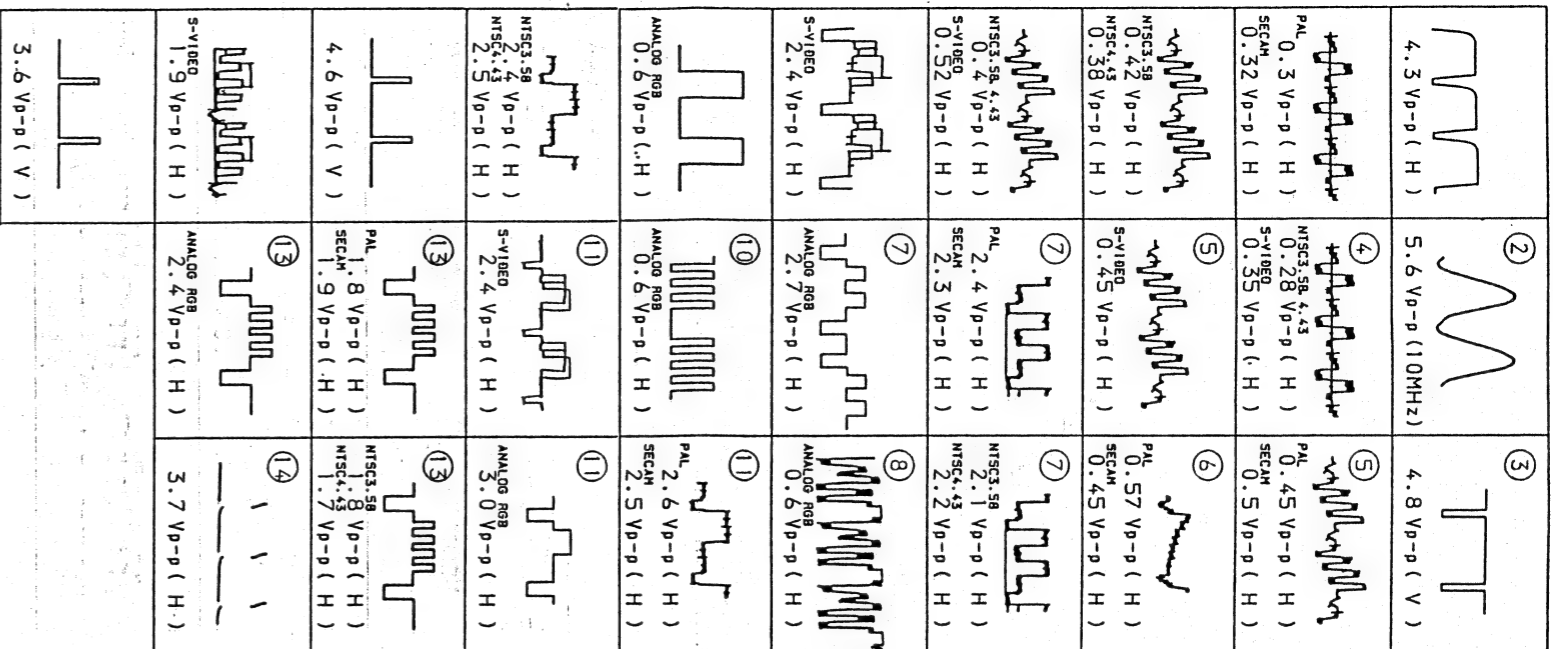 4.3 Vp-p ( H )
②
5.6 Vp-p (10MHz)
③
4.8 Vp-p ( V )
PAL
0.3 Vp-p ( H )
SECAM
0.32 Vp-p ( H )
④
NTSC3.58, 4.43
0.28 Vp-p ( H )
S-VIDEO
0.35 Vp-p ( H )
⑤
PAL
0.45 Vp-p ( H )
SECAM
0.5 Vp-p ( H )
NTSC3.58
0.42 Vp-p ( H )
NTSC4.43
0.38 Vp-p ( H )
⑤
S-VIDEO
0.45 Vp-p ( H )
⑥
PAL
0.57 Vp-p ( H )
SECAM
0.45 Vp-p ( H )
NTSC3.58, 4.43
0.4 Vp-p ( H )
S-VIDEO
0.52 Vp-p ( H )
⑦
PAL
2.4 Vp-p ( H )
SECAM
2.3 Vp-p ( H )
⑦
NTSC3.58
2.1 Vp-p ( H )
NTSC4.43
2.2 Vp-p ( H )
S-VIDEO
2.4 Vp-p ( H )
⑦
ANALOG RGB
2.7 Vp-p ( H )
⑧
ANALOG RGB
0.6 Vp-p ( H )
ANALOG RGB
0.6 Vp-p ( H )
⑩
ANALOG RGB
0.6 Vp-p ( H )
⑪
PAL
2.6 Vp-p ( H )
SECAM
2.5 Vp-p ( H )
NTSC3.58
2.4 Vp-p ( H )
NTSC4.43
2.5 Vp-p ( H )
⑪
S-VIDEO
2.4 Vp-p ( H )
⑪
ANALOG RGB
3.0 Vp-p ( H )
4.6 Vp-p ( V )
⑬
PAL
1.8 Vp-p ( H )
SECAM
1.9 Vp-p ( H )
⑬
NTSC3.58
1.8 Vp-p ( H )
NTSC4.43
1.7 Vp-p ( H )
S-VIDEO
1.9 Vp-p ( H )
⑬
ANALOG RGB
2.4 Vp-p ( H )
⑭
3.7 Vp-p ( H )
3.6 Vp-p ( V )